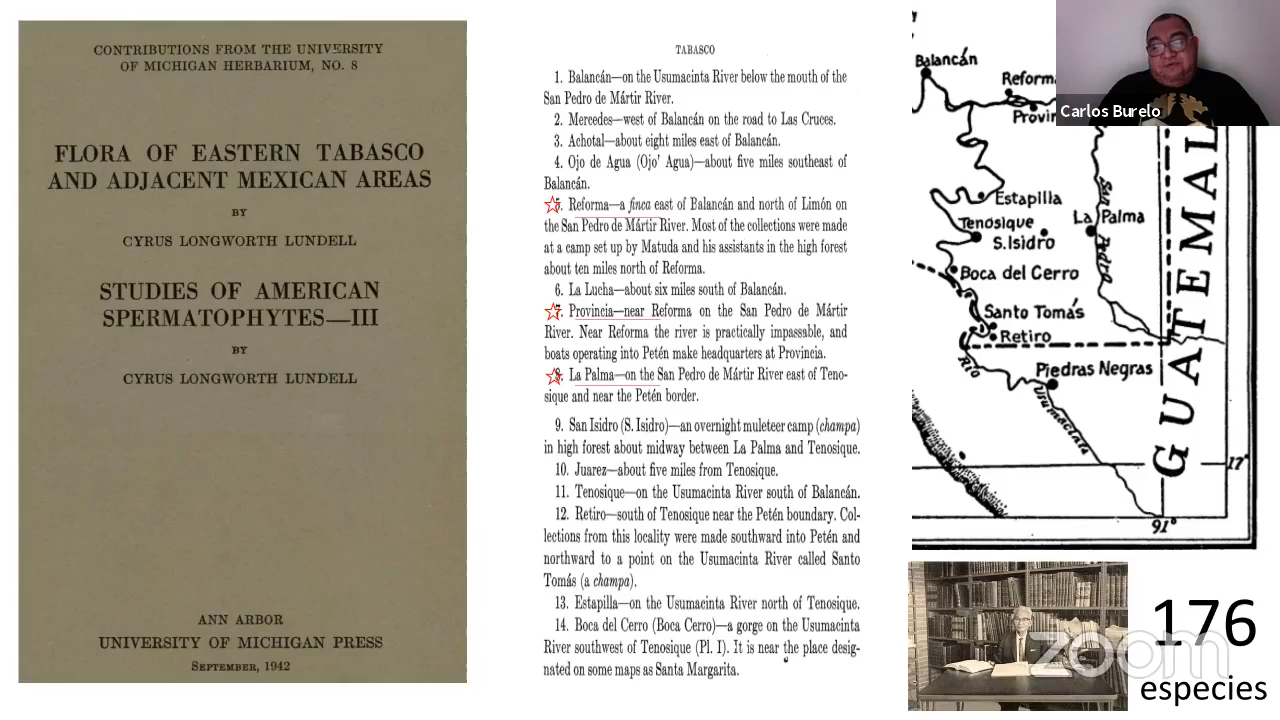 CONTRIBUTIONS FROM THE UNIVERSITY
OF MICHIGAN HERBARIUM, NO. 8
FLORA OF EASTERN TABASCO
AND ADJACENT MEXICAN AREAS
BY
CYRUS LONGWORTH LUNDELL
STUDIES OF AMERICAN
SPERMATOPHYTES—III
BY
CYRUS LONGWORTH LUNDELL
ANN ARBOR
UNIVERSITY OF MICHIGAN PRESS
SEPTEMBER, 1942
TABASCO
1. Balancán—on the Usumacinta River below the mouth of the
San Pedro de Mártir River.
2. Mercedes—west of Balancán on the road to Las Cruces.
3. Achotal—about eight miles east of Balancán.
4. Ojo de Agua (Ojo' Agua)—about five miles southeast of
Balancán.
Reforma—a finca east of Balancán and north of Limón on
the San Pedro de Mártir River. Most of the collections were made
at a camp set up by Matuda and his assistants in the high forest
about ten miles north of Reforma.
6. La Lucha—about six miles south of Balancán.
Provincia—near Reforma on the San Pedro de Mártir
River. Near Reforma the river is practically impassable, and
boats operating into Petén make headquarters at Provincia.
La Palma—on the San Pedro de Mártir River east of Teno-
sique and near the Petén border.
9. San Isidro (S. Isidro)—an overnight muleteer camp (champa)
in high forest about midway between La Palma and Tenosique.
10. Juarez—about five miles from Tenosique.
11. Tenosique—on the Usumacinta River south of Balancán.
12. Retiro—south of Tenosique near the Petén boundary. Col-
lections from this locality were made southward into Petén and
northward to a point on the Usumacinta River called Santo
Tomás (a champa).
13. Estapilla—on the Usumacinta River north of Tenosique.
14. Boca del Cerro (Boca Cerro)—a gorge on the Usumacinta
River southwest of Tenosique (Pl. I). It is near the place desig-
nated on some maps as Santa Margarita.
Balancán
Reforma
Provin
Carlos Burelo
Estapilla
Tenosique
S. Isidro
La Palma
San Pedro
Boca del Cerro
Santo Tomás
Retiro
Río
Usumacinta
Piedras Negras
GUATEMAL
17°
91°
176
especies
zoom